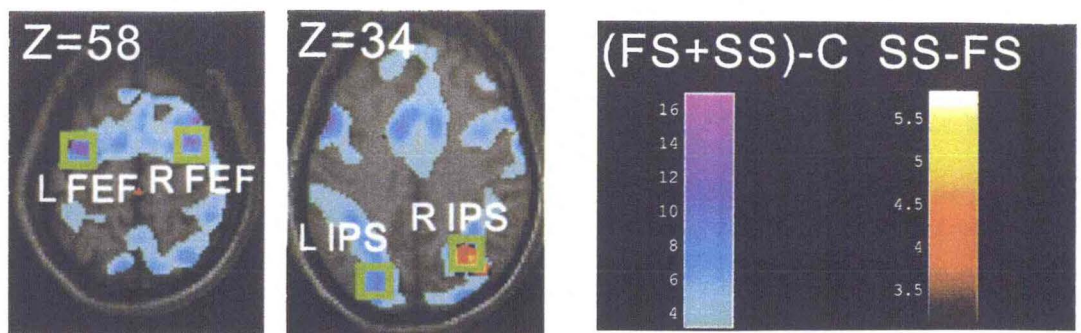 Z=58
L FEF R FEF
Z=34
L IPS R IPS
(FS+SS)-C SS-FS
16
14
12
10
8
6
4
5.5
5
4.5
4
3.5